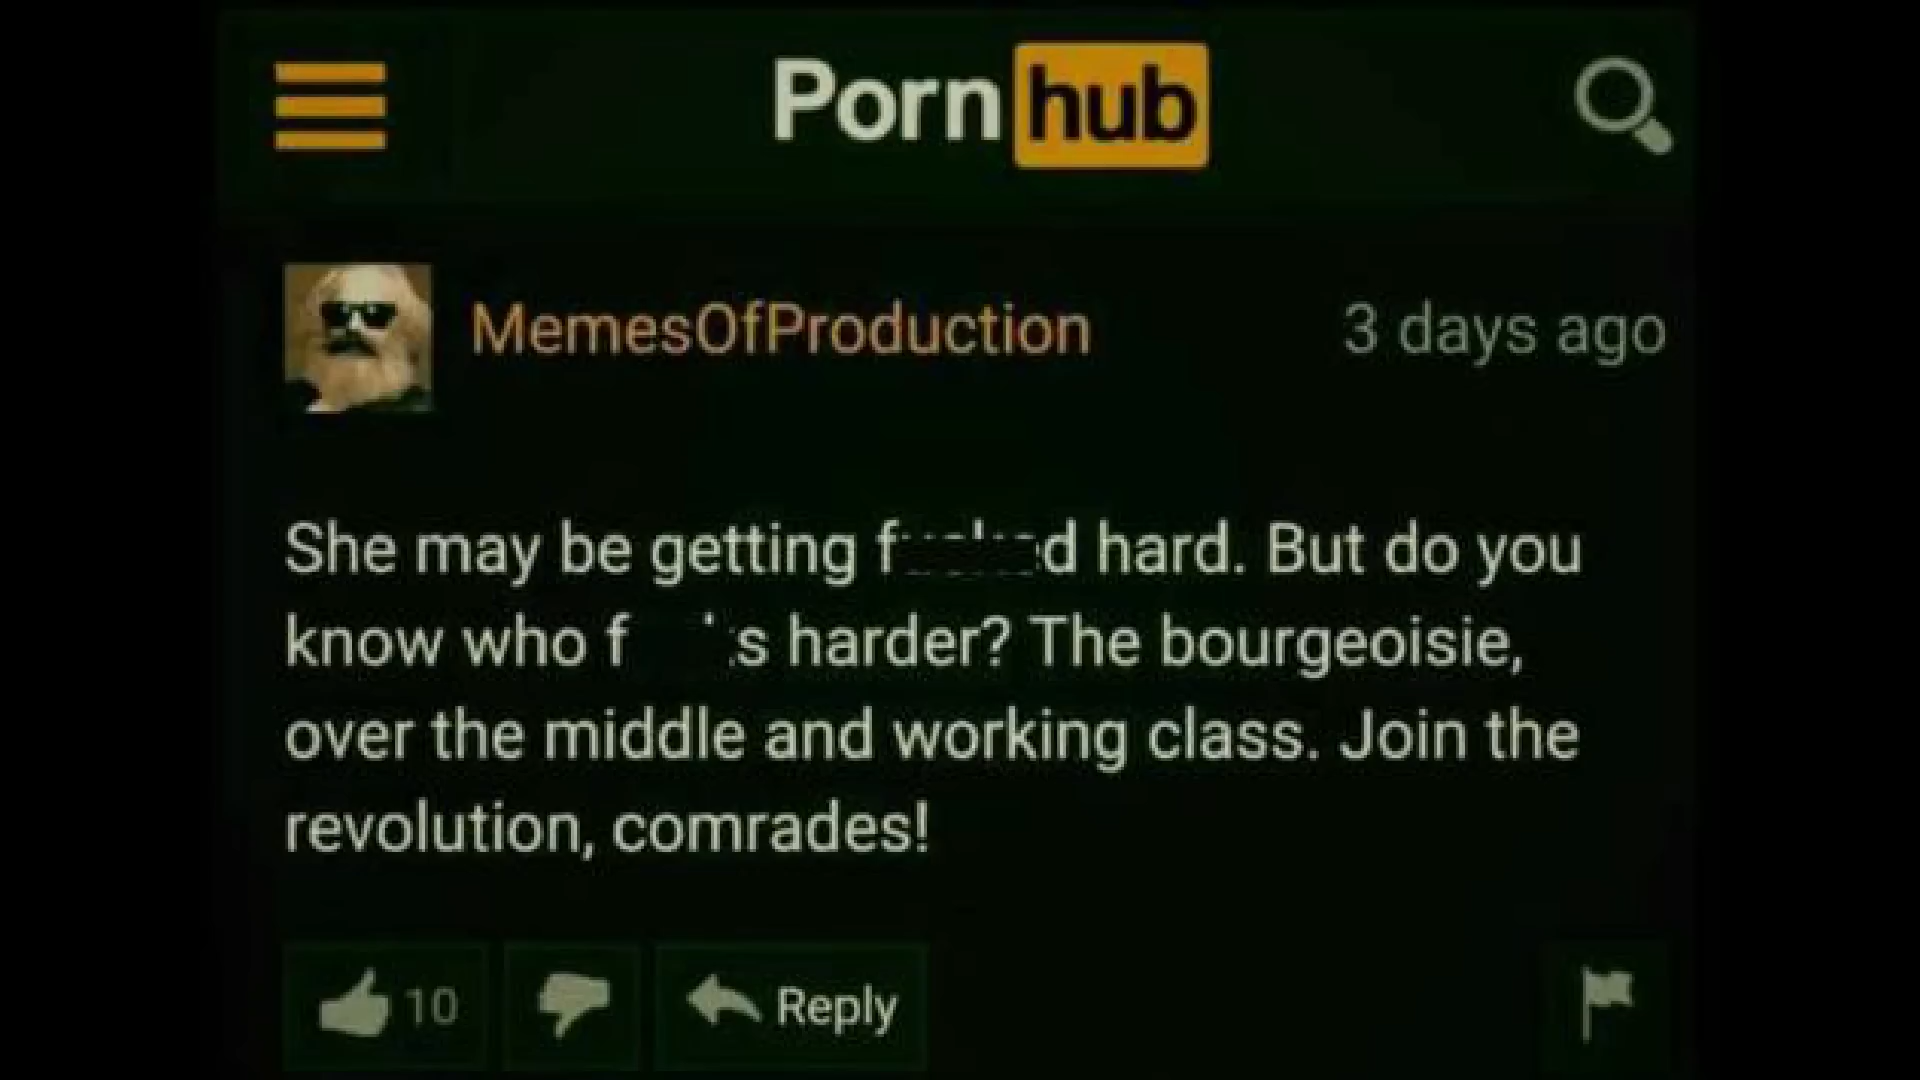 Porn hub
MemesOfProduction 3 days ago
She may be getting f d hard. But do you
know who f s harder? The bourgeoisie,
over the middle and working class. Join the
revolution, comrades!
10 Reply